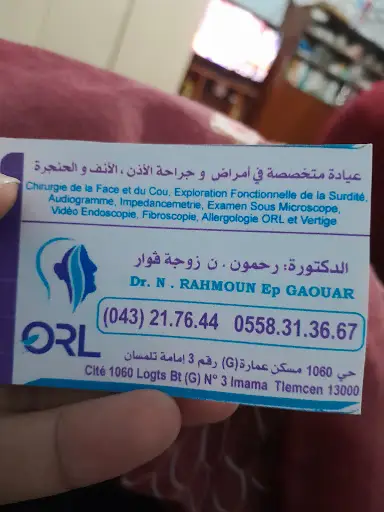 عيادة متخصصة في أمراض و جراحة الأذن ، الأنف و الحنجرة
Chirurgie de la Face et du Cou, Exploration Fonctionnelle de la Surdité,
Audiogramme, Impedancemetrie, Examen Sous Microscope,
Vidéo Endoscopie, Fibroscopie, Allergologie ORL et Vertige
الدكتورة: رحمون . ن زوجة ڤوار
Dr. N . RAHMOUN Ep GAOUAR
(043) 21.76.44 0558.31.36.67
ORL
حي 1060 مسكن عمارة (G) رقم 3 إمامة تلمسان
Cité 1060 Logts Bt (G) N° 3 Imama Tlemcen 13000